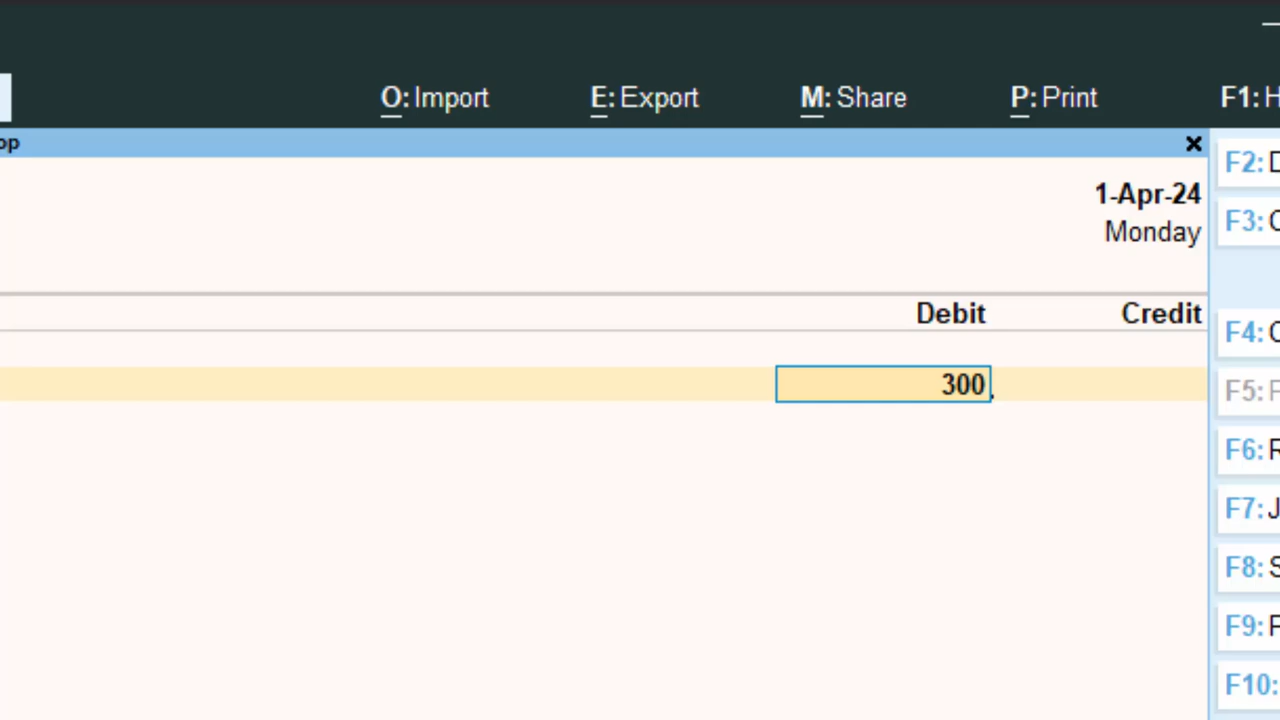 O: Import E: Export M: Share P: Print F1: H
op
F2: D
1-Apr-24
F3: C
Monday
Debit Credit
F4: C
300
F5: F
F6: R
F7: J
F8: S
F9: P
F10: